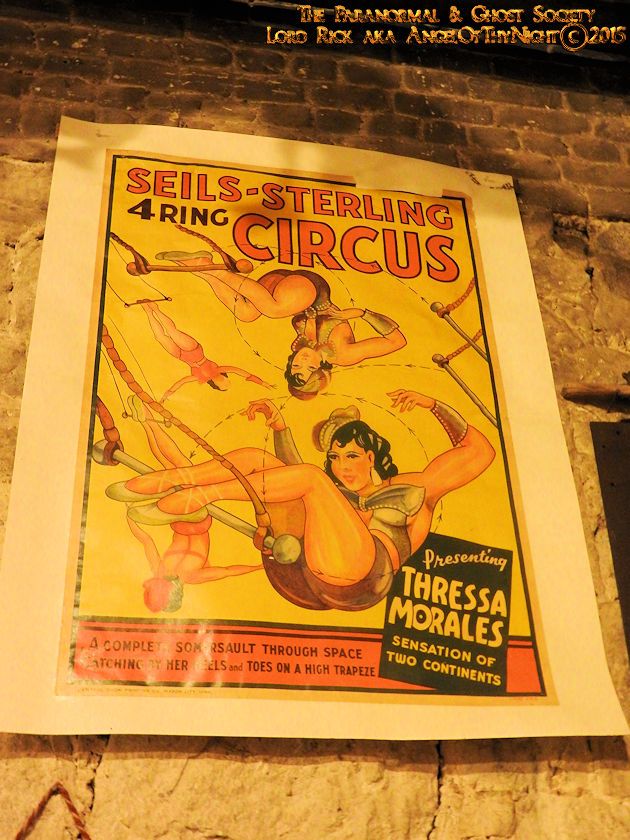 The Paranormal & Ghost Society
Lord Rick aka AngelOfThyNight©2015
SEILS-STERLING
4 RING CIRCUS
Presenting
THRESSA
MORALES
SENSATION OF
TWO CONTINENTS
A COMPLETE SOMERSAULT THROUGH SPACE
CATCHING BY HER HEELS and TOES ON A HIGH TRAPEZE